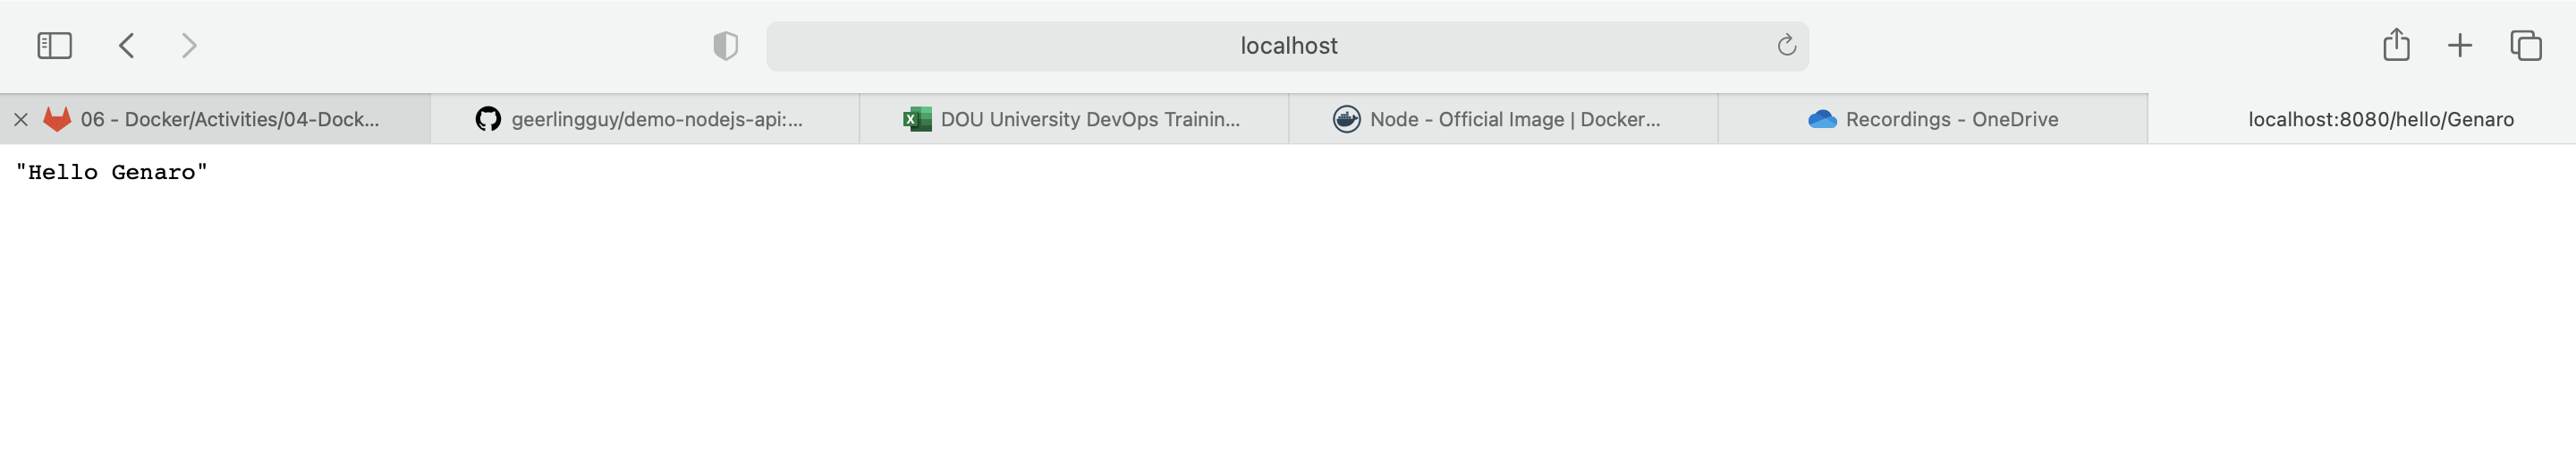 localhost
06 - Docker/Activities/04-Dock...
geerlingguy/demo-nodejs-api:...
DOU University DevOps Trainin...
Node - Official Image | Docker...
Recordings - OneDrive
localhost:8080/hello/Genaro
"Hello Genaro"